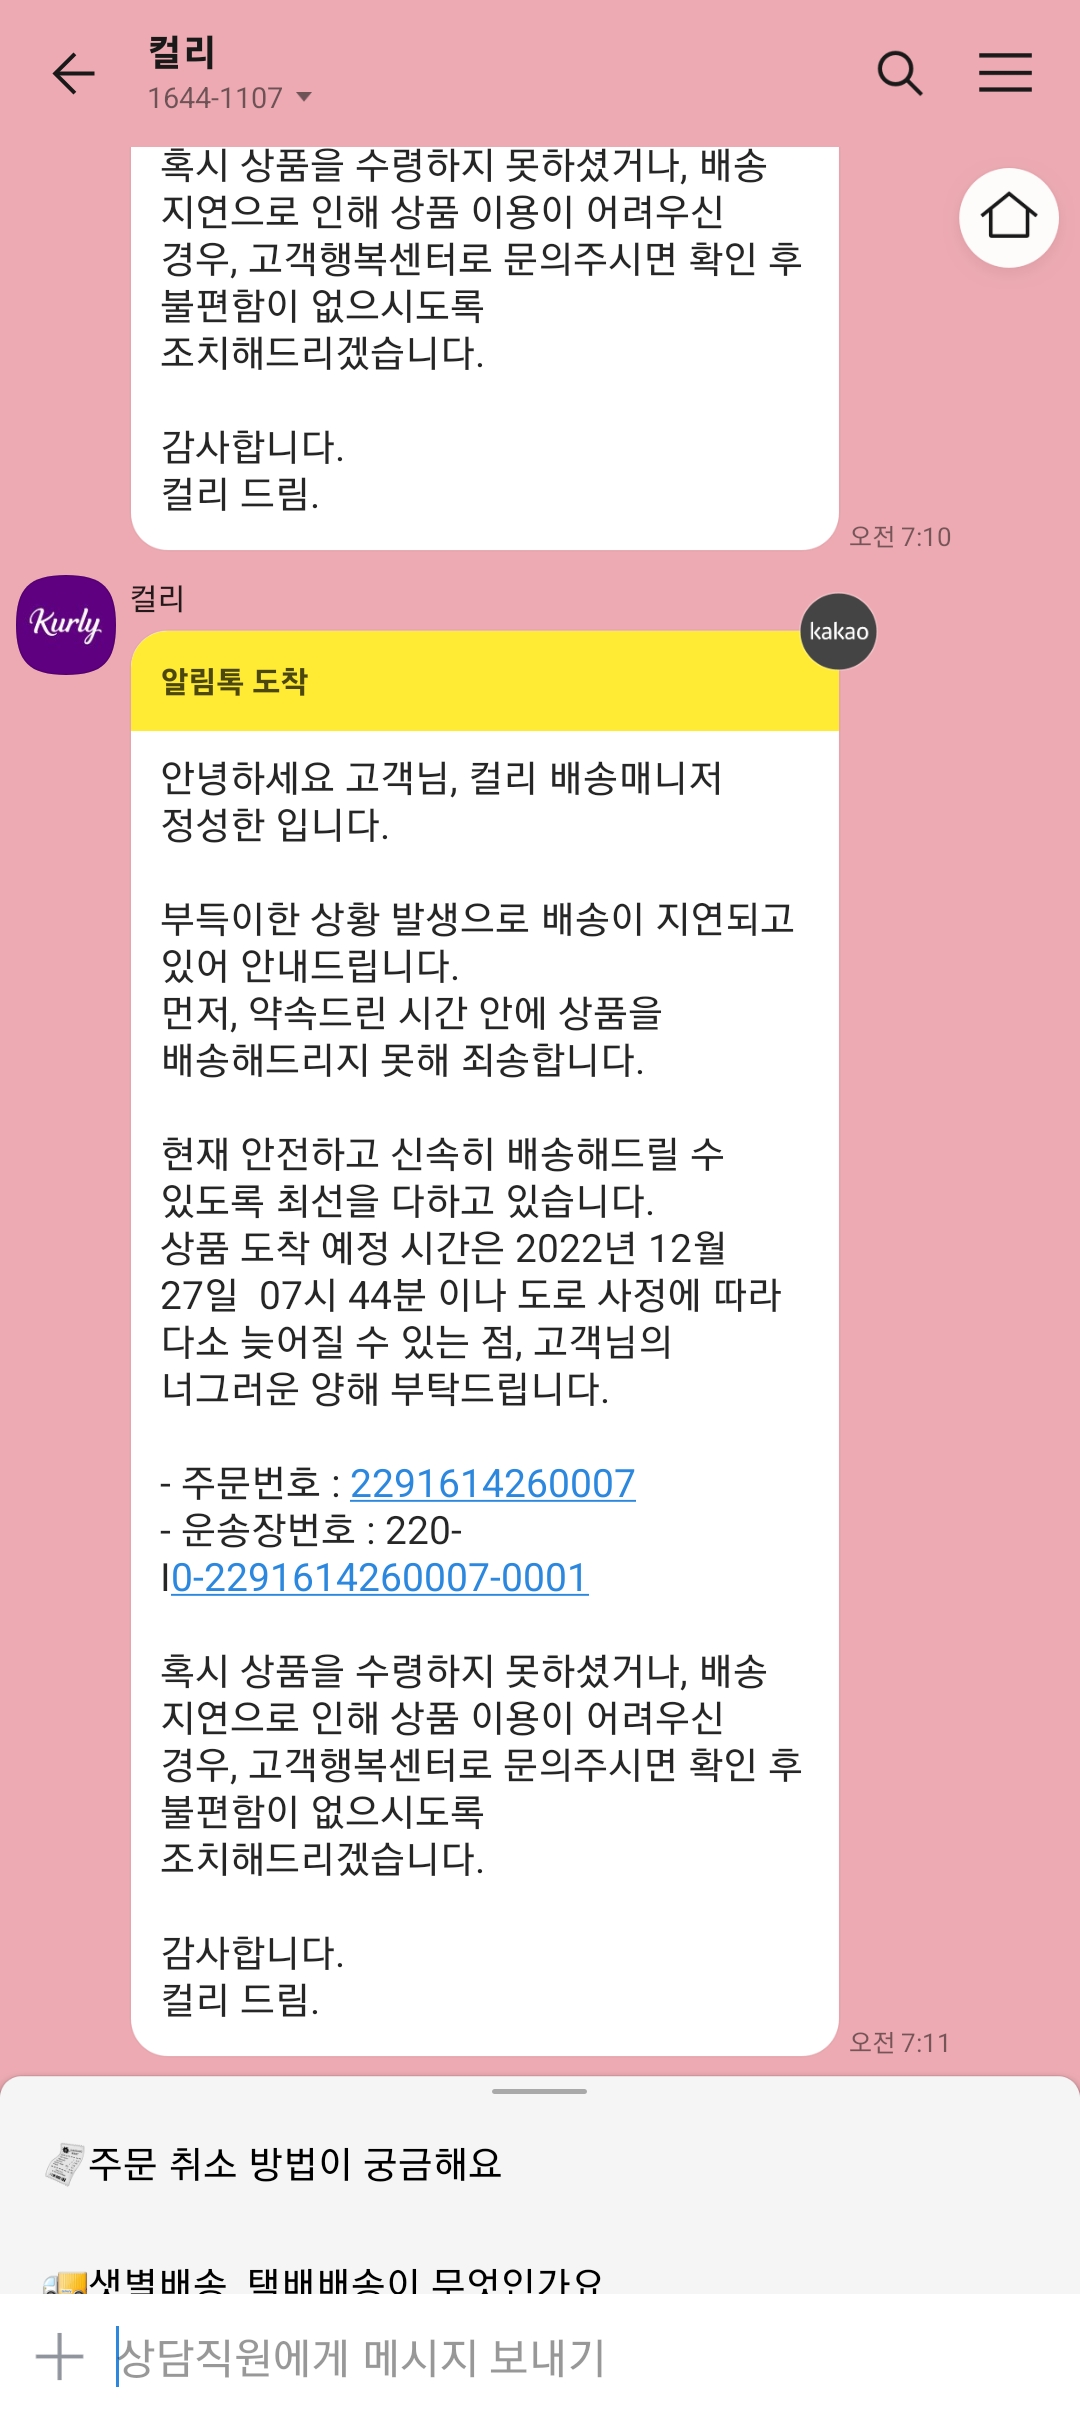 컬리
1644-1107
혹시 상품을 수령하지 못하셨거나, 배송
지연으로 인해 상품 이용이 어려우신
경우, 고객행복센터로 문의주시면 확인 후
불편함이 없으시도록
조치해드리겠습니다.
감사합니다.
컬리 드림.
오전 7:10
Kurly
컬리
kakao
알림톡 도착
안녕하세요 고객님, 컬리 배송매니저
정성한 입니다.
부득이한 상황 발생으로 배송이 지연되고
있어 안내드립니다.
먼저, 약속드린 시간 안에 상품을
배송해드리지 못해 죄송합니다.
현재 안전하고 신속히 배송해드릴 수
있도록 최선을 다하고 있습니다.
상품 도착 예정 시간은 2022년 12월
27일  07시 44분 이나 도로 사정에 따라
다소 늦어질 수 있는 점, 고객님의
너그러운 양해 부탁드립니다.
- 주문번호 : 2291614260007
- 운송장번호 : 220-
I0-2291614260007-0001
혹시 상품을 수령하지 못하셨거나, 배송
지연으로 인해 상품 이용이 어려우신
경우, 고객행복센터로 문의주시면 확인 후
불편함이 없으시도록
조치해드리겠습니다.
감사합니다.
컬리 드림.
오전 7:11
주문 취소 방법이 궁금해요
샛별배송, 택배배송이 무엇인가요
상담직원에게 메시지 보내기